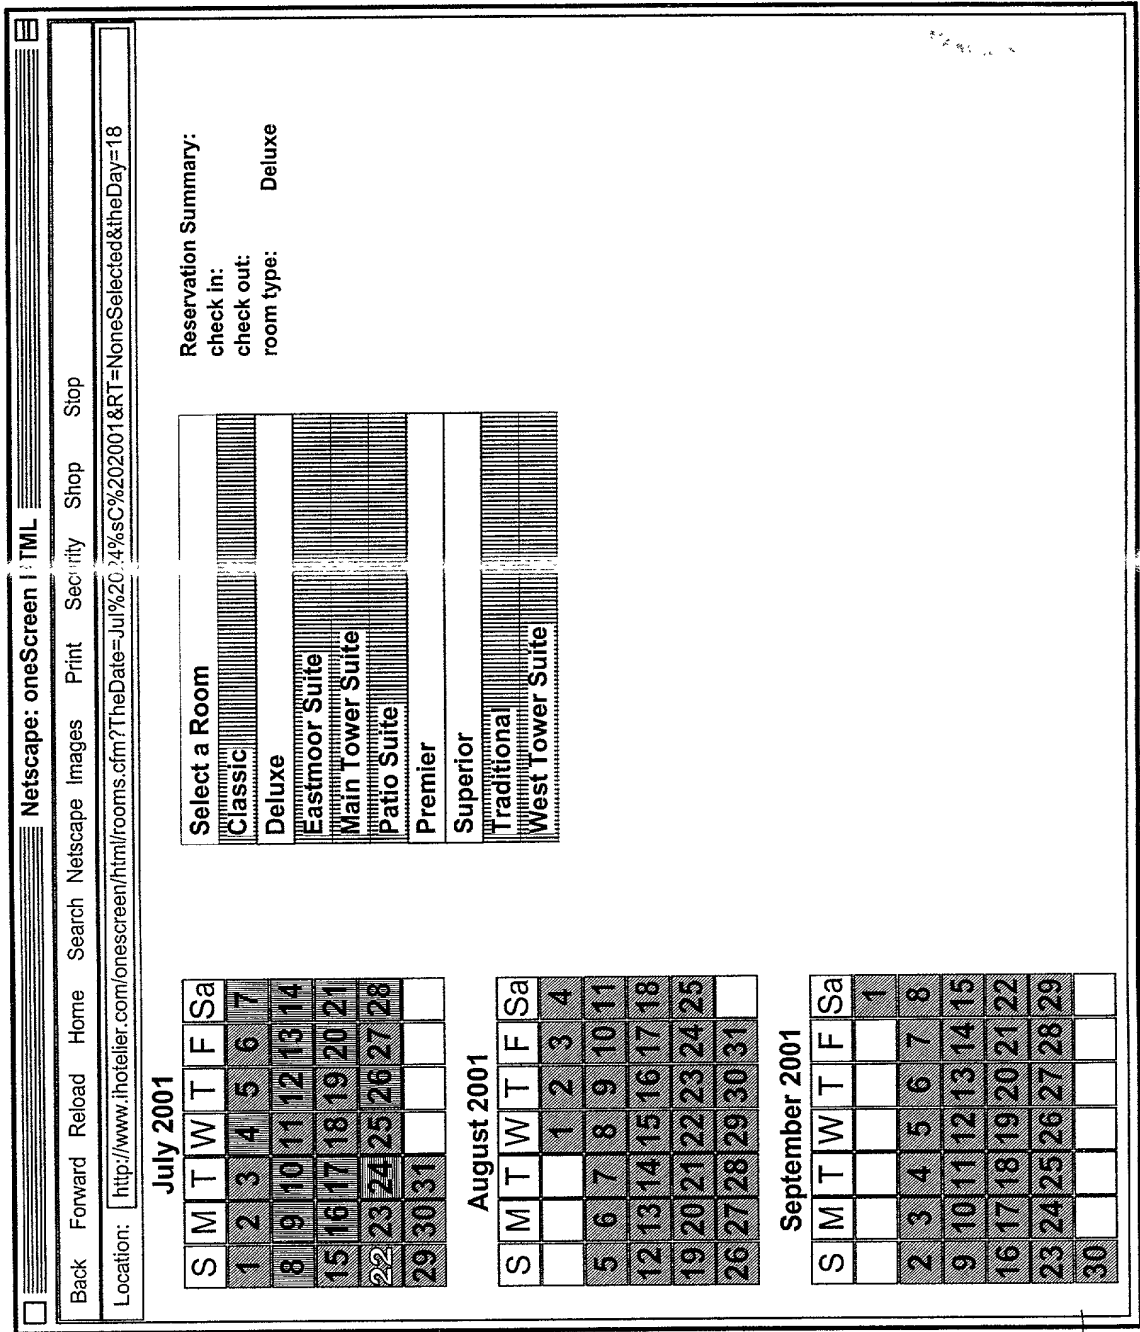 Netscape: oneScreen HTML
Back Forward Reload Home Search Netscape Images Print Security Shop Stop
Location: http://www.ihotelier.com/onescreen/html/rooms.cfm?TheDate=Jul%2024%sC%202001&RT=NoneSelected&theDay=18
July 2001
S M T W T F Sa
1 2 3 4 5 6 7
8 9 10 11 12 13 14
15 16 17 18 19 20 21
22 23 24 25 26 27 28
29 30 31
August 2001
S M T W T F Sa
1 2 3 4
5 6 7 8 9 10 11
12 13 14 15 16 17 18
19 20 21 22 23 24 25
26 27 28 29 30 31
September 2001
S M T W T F Sa
1
2 3 4 5 6 7 8
9 10 11 12 13 14 15
16 17 18 19 20 21 22
23 24 25 26 27 28 29
30
Select a Room
Classic
Deluxe
Eastmoor Suite
Main Tower Suite
Patio Suite
Premier
Superior
Traditional
West Tower Suite
Reservation Summary:
check in:
check out:
room type: Deluxe